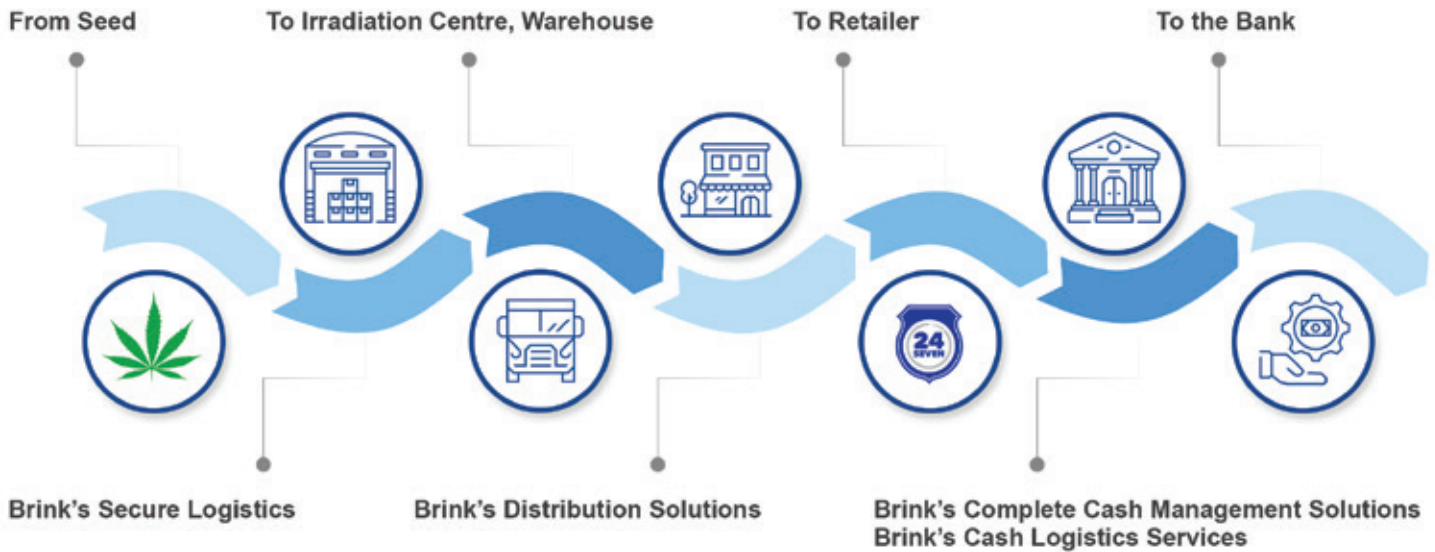 From Seed
To Irradiation Centre, Warehouse
To Retailer
To the Bank
24
SEVEN
Brink's Secure Logistics
Brink's Distribution Solutions
Brink's Complete Cash Management Solutions
Brink's Cash Logistics Services